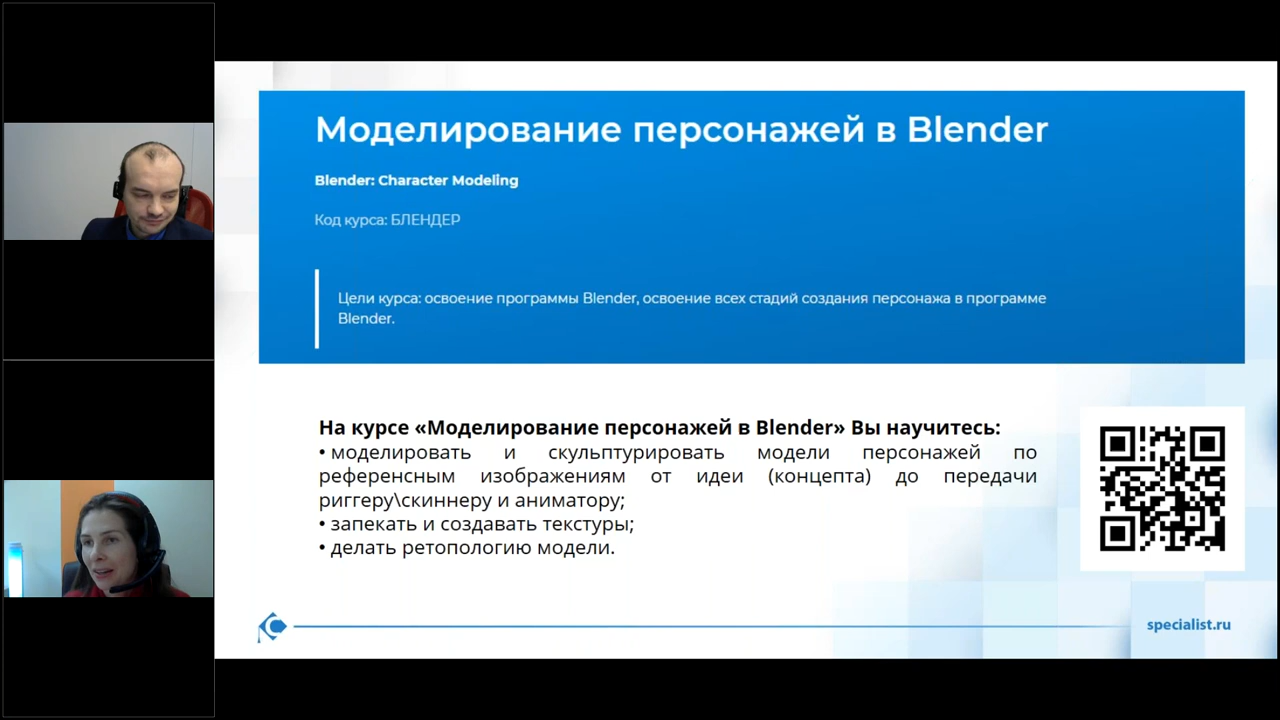 Моделирование персонажей в Blender
Blender: Character Modeling
Код курса: БЛЕНДЕР
Цели курса: освоение программы Blender, освоение всех стадий создания персонажа в программе
Blender.
На курсе «Моделирование персонажей в Blender» Вы научитесь:
• моделировать и скульптурировать модели персонажей по
референсным изображениям от идеи (концепта) до передачи
риггеру\скиннеру и аниматору;
• запекать и создавать текстуры;
• делать ретопологию модели.
specialist.ru